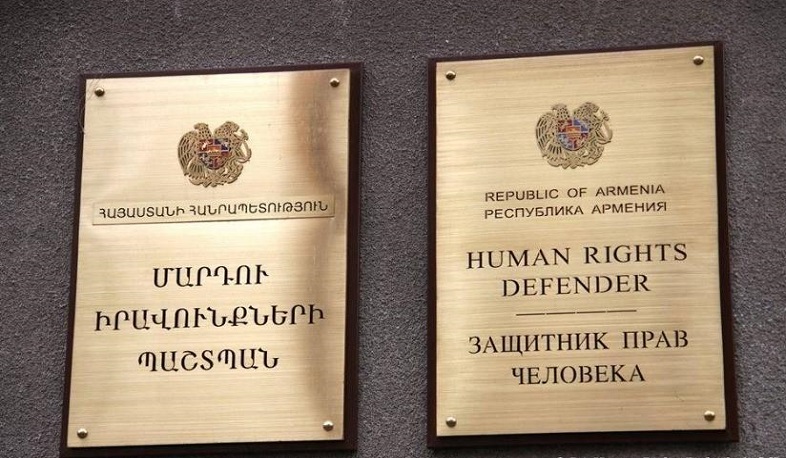 ՀԱՅԱՍՏԱՆԻ ՀԱՆՐԱՊԵՏՈՒԹՅՈՒՆ
ՄԱՐԴՈՒ
ԻՐԱՎՈՒՆՔՆԵՐԻ
ՊԱՇՏՊԱՆ
REPUBLIC OF ARMENIA
РЕСПУБЛИКА АРМЕНИЯ
HUMAN RIGHTS
DEFENDER
ЗАЩИТНИК ПРАВ
ЧЕЛОВЕКА